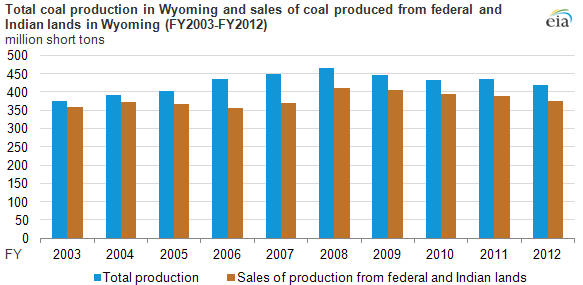 Total coal production in Wyoming and sales of coal produced from federal and
Indian lands in Wyoming (FY2003-FY2012)
million short tons
eia
500
450
400
350
300
250
200
150
100
50
0
FY 2003 2004 2005 2006 2007 2008 2009 2010 2011 2012
Total production Sales of production from federal and Indian lands